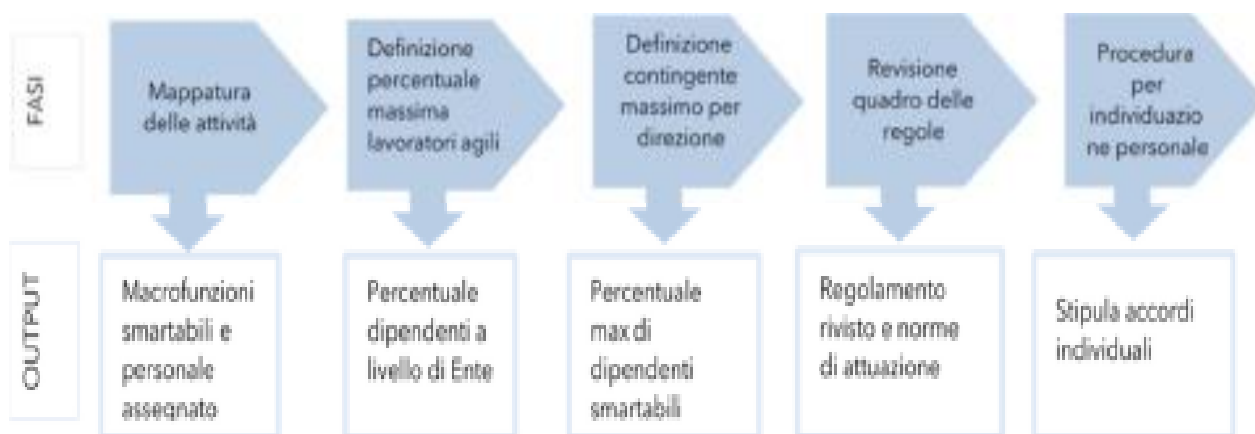 FASI
Mappatura
delle attività
Definizione
percentuale
massima
lavoratori agili
Definizione
contingente
massimo per
direzione
Revisione
quadro delle
regole
Procedura
per
individuazio
ne personale
OUTPUT
Macrofunzioni
smartabili e
personale
assegnato
Percentuale
dipendenti a
livello di Ente
Percentuale
max di
dipendenti
smartabili
Regolamento
rivisto e norme
di attuazione
Stipula accordi
individuali